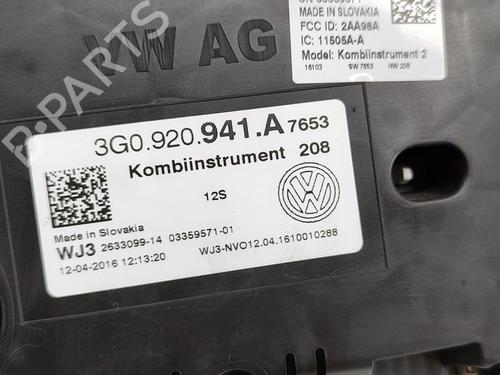 VW AG
MADE IN SLOVAKIA
FCC ID: 2AA98A
IC: 11505A-A
Model: Kombiinstrument 2
16103 SW 7653 HW 208
B-PARTS
3G0.920.941.A 7653
Kombiinstrument 208
12S
Made in Slovakia
WJ3 2633099-14 03359571-01
12-04-2016 12:13:20
WJ3-NVO12.04.1610010288